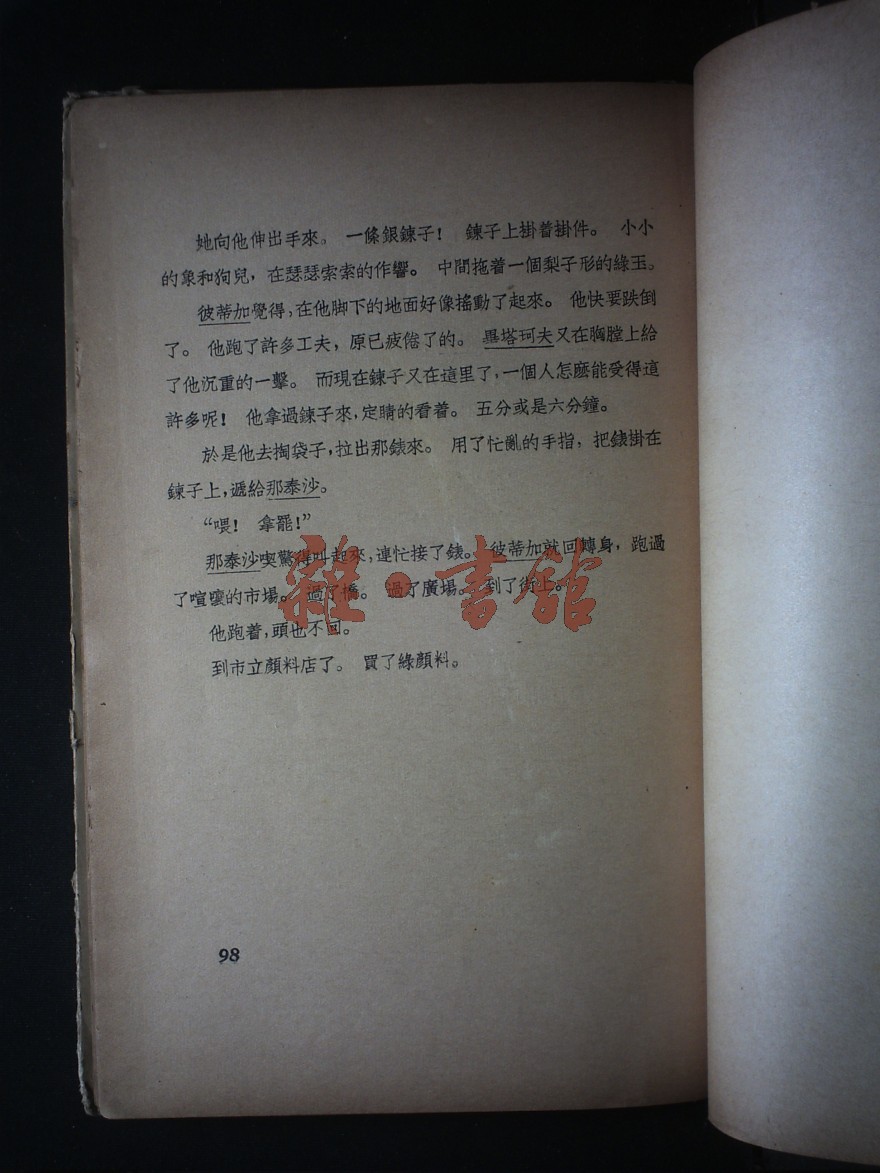 她向他伸出手來。 一條銀鍊子! 鍊子上掛着掛件。 小小
的象和狗兒,在瑟瑟索索的作響。 中間拖着一個梨子形的綠玉。
彼蒂加覺得,在他脚下的地面好像搖動了起來。 他快要跌倒
了。 他跑了許多工夫,原已疲倦了的。 畢塔珂夫又在胸膛上給
了他沉重的一擊。 而現在鍊子又在這里了,一個人怎麽能受得這
許多呢! 他拿過鍊子來,定睛的看着。 五分或是六分鐘。
於是他去掏袋子,拉出那錶來。 用了忙亂的手指,把錶掛在
鍊子上,遞給那泰沙。
“喂! 拿罷!”
那泰沙喫驚得叫起來,連忙接了錶。 彼蒂加就回轉身,跑過
了喧嚷的市場。 過了橋。 過了廣場。 到了街上。
他跑着,頭也不回。
到市立顏料店了。 買了綠顏料。
雜·書館
98